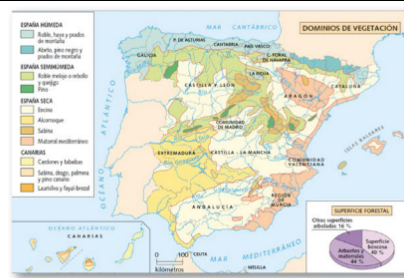 DOMINIOS DE VEGETACIÓN
ESPAÑA HÚMEDA
Roble, haya y prados
de montaña
Abeto, pino negro y
prados de montaña
ESPAÑA SEMIHÚMEDA
Roble melojo o rebollo
y quejigo
Pino
ESPAÑA SECA
Encina
Alcornoque
Sabina
Matorral mediterráneo
CANARIAS
Cardones y tabaibas
Sabina, drago, palmera
y pino canario
Laurisilva y fayal-brezal
MAR CANTÁBRICO
GALICIA
P. DE ASTURIAS
CANTABRIA
PAÍS VASCO
C. FORAL
DE NAVARRA
LA RIOJA
CASTILLA Y LEÓN
ARAGÓN
CATALUÑA
COMUNIDAD
DE MADRID
EXTREMADURA
CASTILLA - LA MANCHA
COMUNIDAD
VALENCIANA
ISLAS BALEARES
REGIÓN
DE
MURCIA
ANDALUCÍA
OCÉANO ATLÁNTICO
OCÉANO ATLÁNTICO
CANARIAS
0 100
kilómetros
CEUTA
MELILLA
MAR MEDITERRÁNEO
SUPERFICIE FORESTAL
Otras superficies
arboladas 16 %
Superficie
boscosa
40 %
Arbustos y
matorrales
44 %